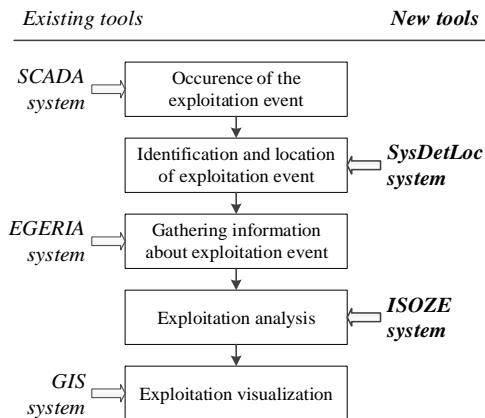 Existing tools
New tools
SCADA
system
Occurence of the
exploitation event
Identification and location
of exploitation event
SysDetLoc
system
EGERIA
system
Gathering information
about exploitation event
Exploitation analysis
ISOZE
system
GIS
system
Exploitation visualization